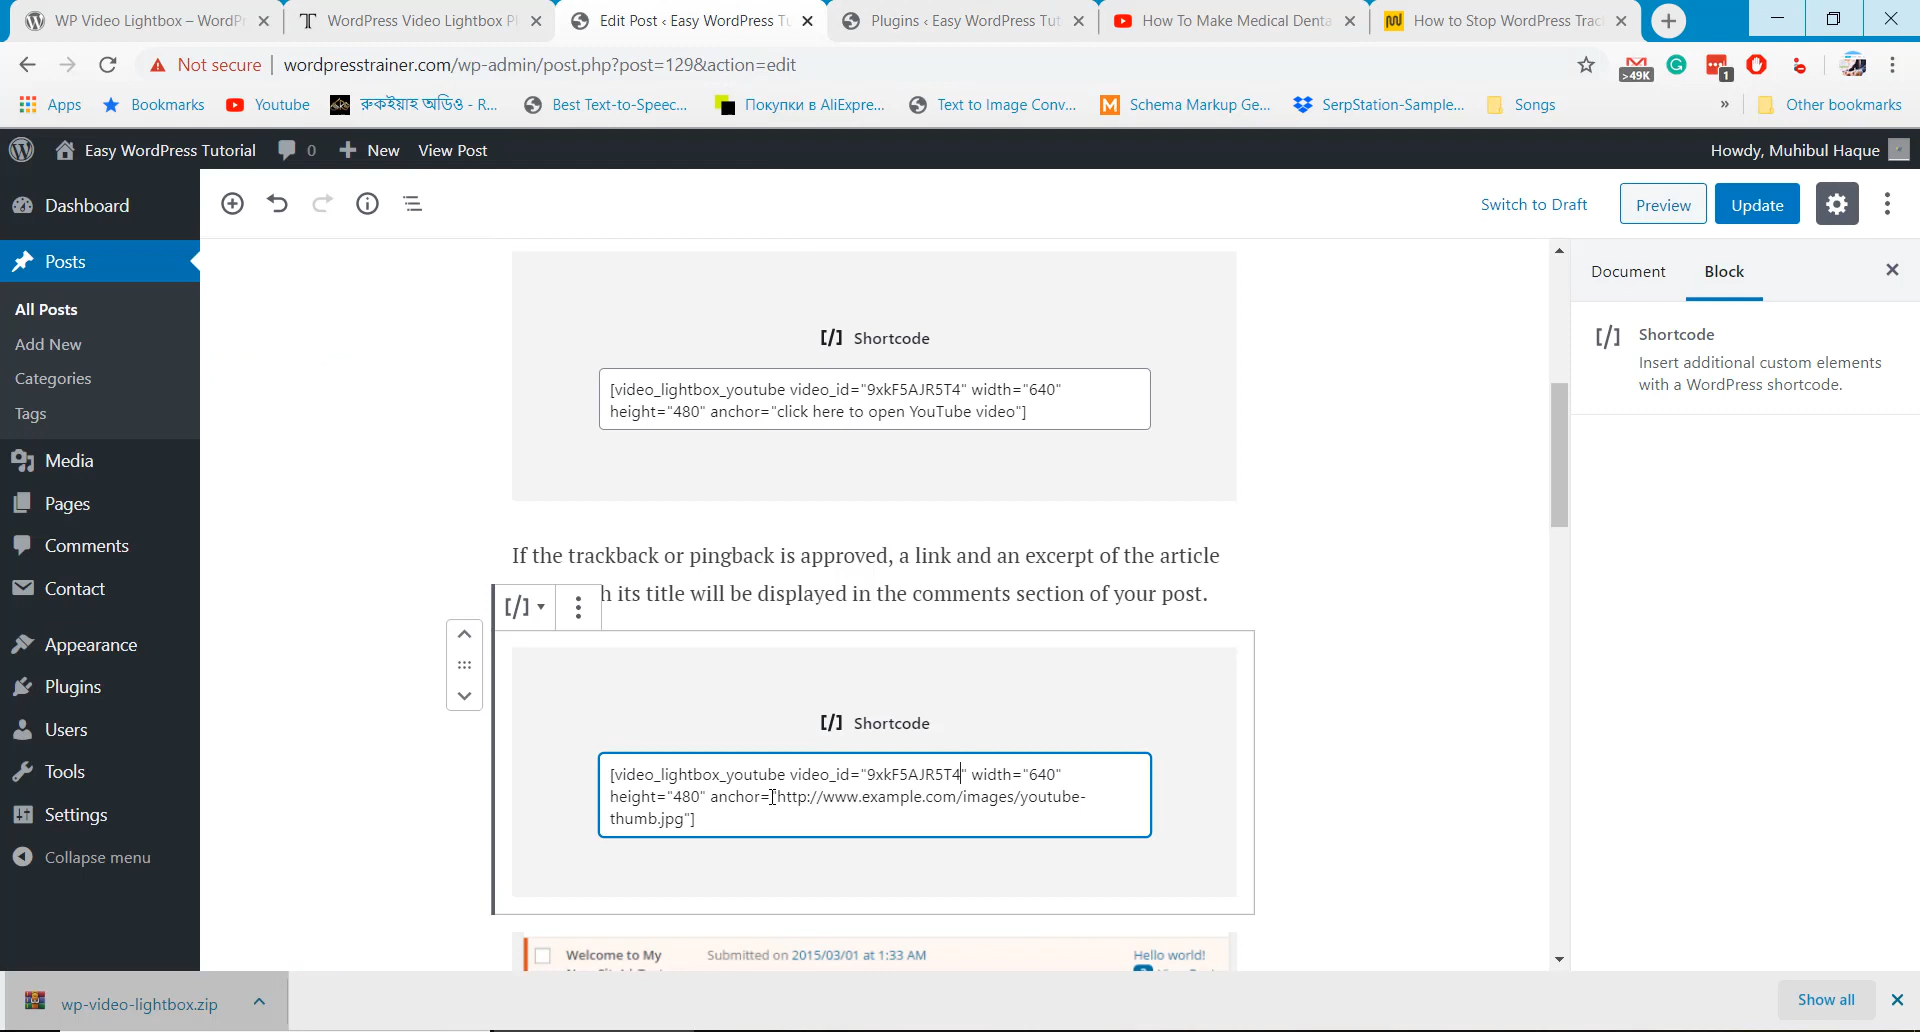 WP Video Lightbox – WordPr
WordPress Video Lightbox Pl
Edit Post ‹ Easy WordPress Tu
Plugins ‹ Easy WordPress Tut
How To Make Medical Denta
How to Stop WordPress Trac
Not secure
wordpresstrainer.com/wp-admin/post.php?post=129&action=edit
>49K
1
Apps
Bookmarks
Youtube
রুকইয়াহ অডিও - R...
Best Text-to-Speec...
Покупки в AliExpre...
Text to Image Conv...
Schema Markup Ge...
SerpStation-Sample...
Songs
»
Other bookmarks
Easy WordPress Tutorial
0
New
View Post
Howdy, Muhibul Haque
Dashboard
Posts
All Posts
Add New
Categories
Tags
Media
Pages
Comments
Contact
Appearance
Plugins
Users
Tools
Settings
Collapse menu
Switch to Draft
Preview
Update
[/] Shortcode
[video_lightbox_youtube video_id="9xkF5AJR5T4" width="640"
height="480" anchor="click here to open YouTube video"]
If the trackback or pingback is approved, a link and an excerpt of the article
h its title will be displayed in the comments section of your post.
[/]
[/] Shortcode
[video_lightbox_youtube video_id="9xkF5AJR5T4" width="640"
height="480" anchor="http://www.example.com/images/youtube-
thumb.jpg"]
Welcome to My
Submitted on 2015/03/01 at 1:33 AM
Hello world!
Document
Block
[/] Shortcode
Insert additional custom elements
with a WordPress shortcode.
wp-video-lightbox.zip
Show all